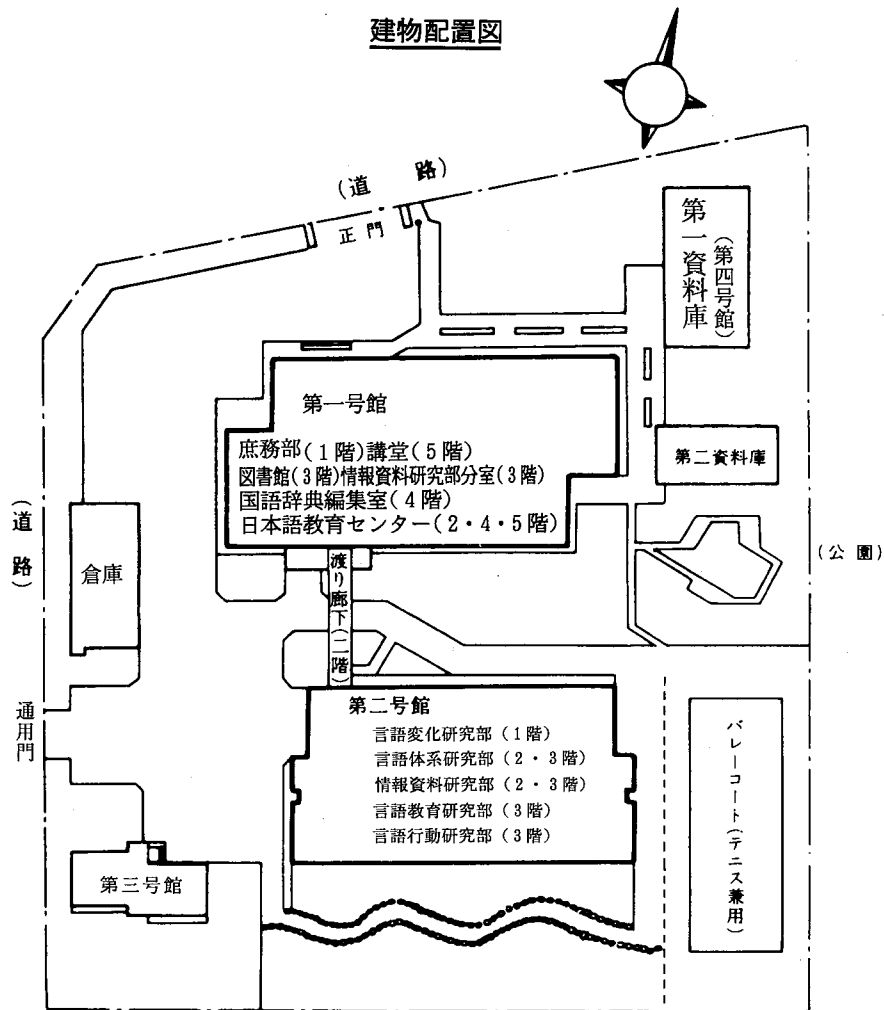 建物配置図
(道路)
正門
第一資料庫
(第四号館)
第一号館
庶務部(1階)講堂(5階)
図書館(3階)情報資料研究部分室(3階)
国語辞典編集室(4階)
日本語教育センター(2・4・5階)
第二資料庫
(道路)
倉庫
渡り廊下(二階)
(公園)
通用門
第二号館
言語変化研究部(1階)
言語体系研究部(2・3階)
情報資料研究部(2・3階)
言語教育研究部(3階)
言語行動研究部(3階)
バレーコート(テニス兼用)
第三号館